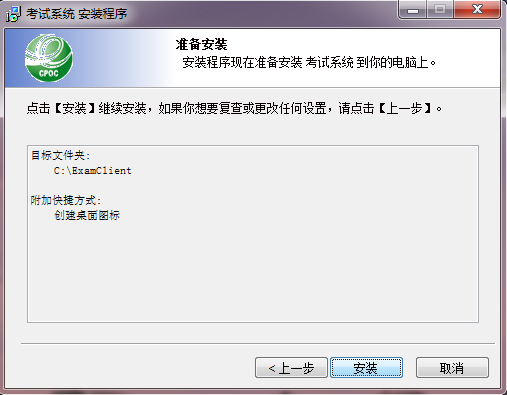 考试系统 安装程序
CPOC
准备安装
安装程序现在准备安装 考试系统 到你的电脑上。
点击【安装】继续安装，如果你想要复查或更改任何设置，请点击【上一步】。
目标文件夹:
C:\ExamClient
附加快捷方式:
创建桌面图标
< 上一步
安装
取消